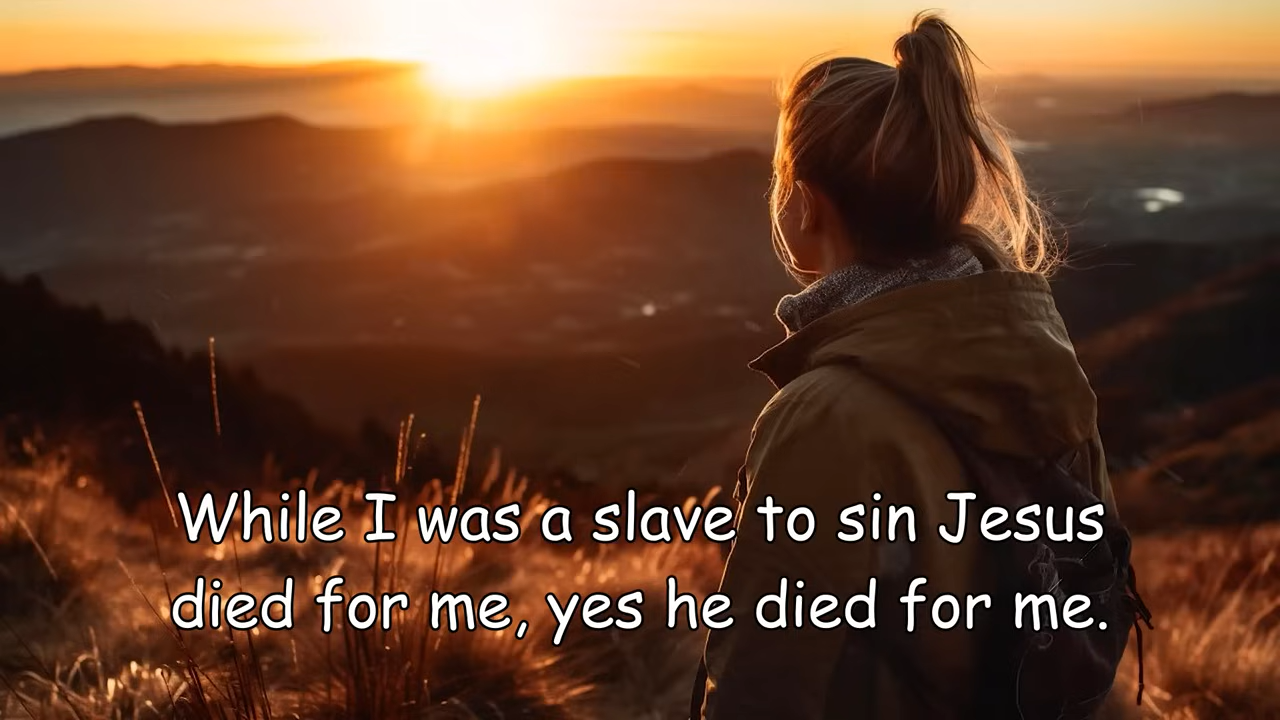 While I was a slave to sin Jesus
died for me, yes he died for me.